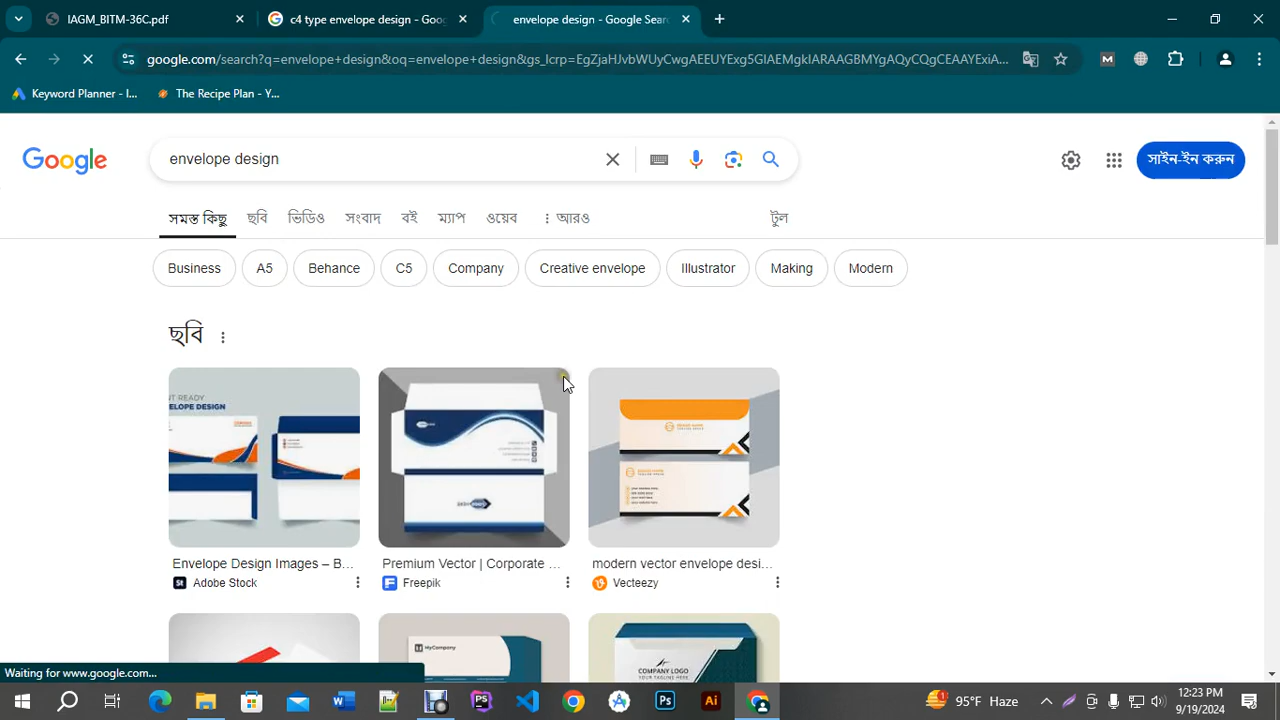 IAGM_BITM-36C.pdf
c4 type envelope design - Goog
envelope design - Google Sear
google.com/search?q=envelope+design&oq=envelope+design&gs_lcrp=EgZjaHJvbWUyCwgAEEUYExg5GIAEMgkIARAAGBMYgAQyCQgCEAAYExiA...
Keyword Planner - I...
The Recipe Plan - Y...
Google
envelope design
সাইন-ইন করুন
সমস্ত কিছু ছবি ভিডিও সংবাদ বই ম্যাপ ওয়েব আরও টুল
Business A5 Behance C5 Company Creative envelope Illustrator Making Modern
ছবি
NT READY
ELOPE DESIGN
Envelope Design Images – B...
Adobe Stock
Premium Vector | Corporate ...
Freepik
modern vector envelope desi...
Vecteezy
MyCompany
COMPANY LOGO
Waiting for www.google.com...
95°F Haze
12:23 PM
9/19/2024